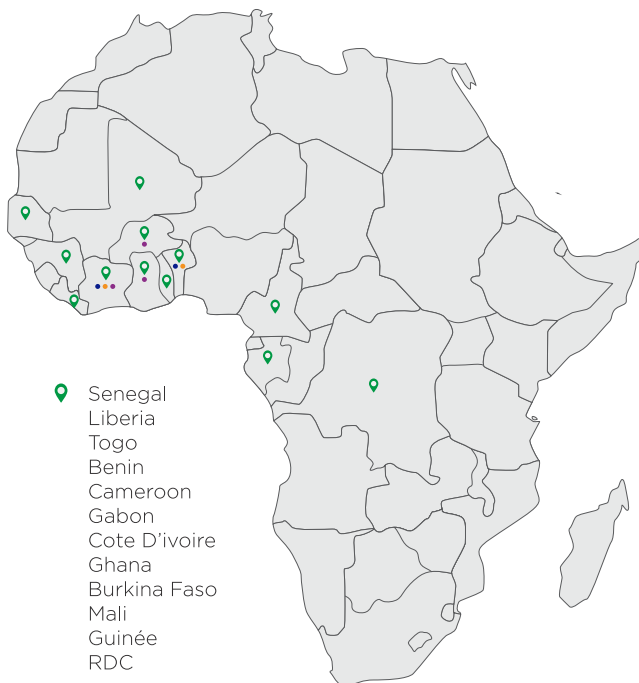 Senegal
Liberia
Togo
Benin
Cameroon
Gabon
Cote D'ivoire
Ghana
Burkina Faso
Mali
Guinée
RDC